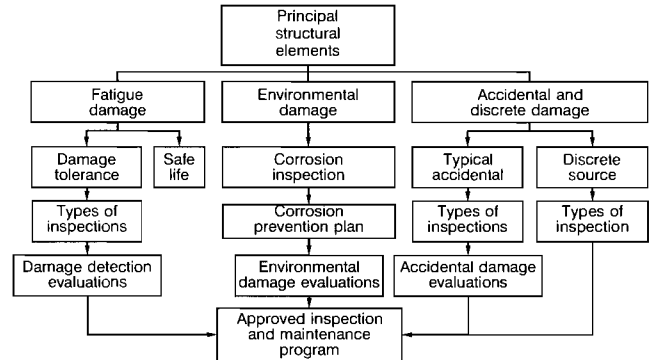 Principal
structural
elements
Fatigue
damage
Environmental
damage
Accidental and
discrete damage
Damage
tolerance
Safe
life
Corrosion
inspection
Typical
accidental
Discrete
source
Types of
inspections
Corrosion
prevention plan
Types of
inspections
Types of
inspection
Damage detection
evaluations
Environmental
damage evaluations
Accidental damage
evaluations
Approved inspection
and maintenance
program